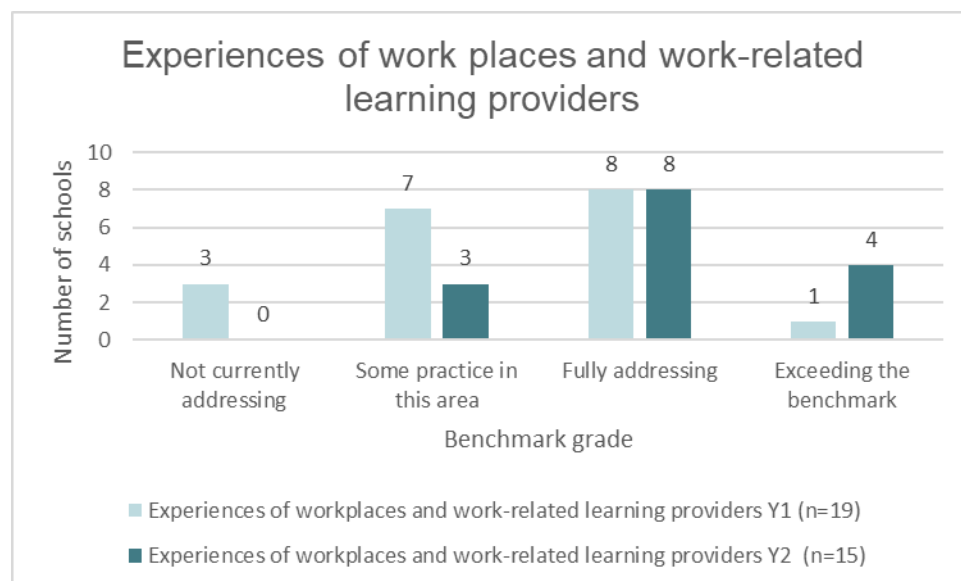 Experiences of work places and work-related
learning providers
Number of schools
10
8
6
4
2
0
3
0
7
3
8
8
1
4
Not currently
addressing
Some practice in
this area
Fully addressing
Exceeding the
benchmark
Benchmark grade
Experiences of workplaces and work-related learning providers Y1 (n=19)
Experiences of workplaces and work-related learning providers Y2 (n=15)